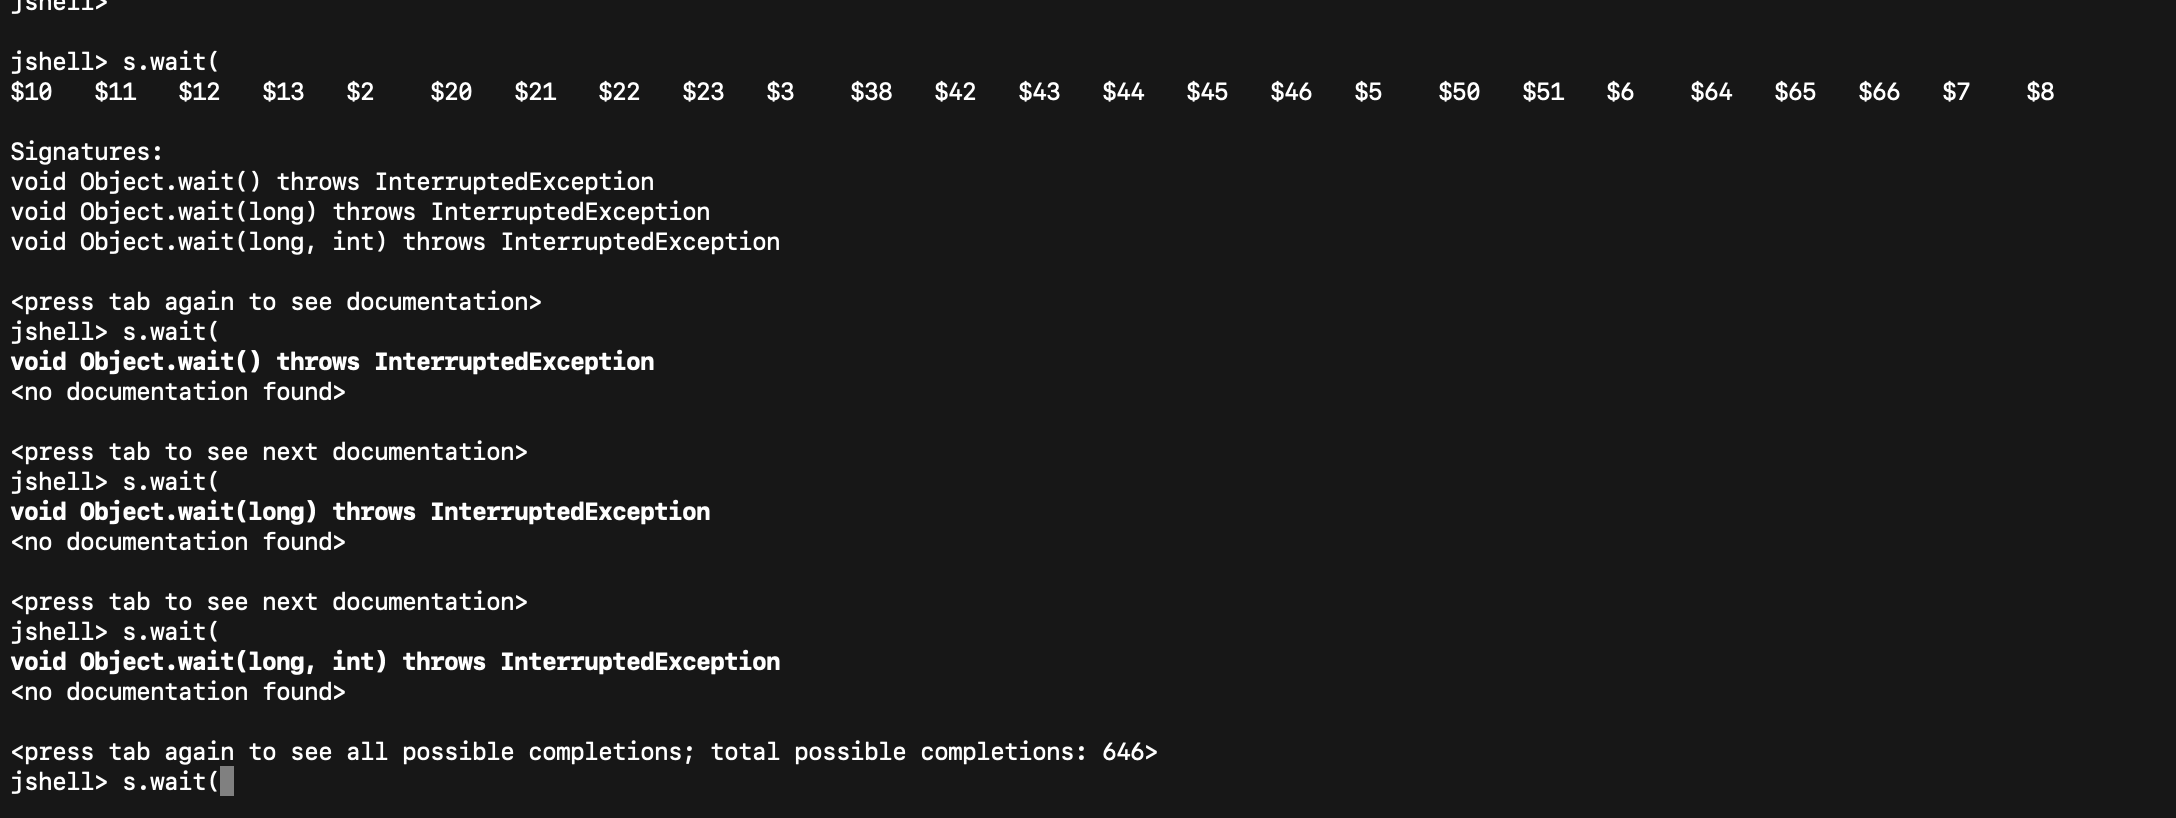 jshell>
jshell> s.wait(
$10   $11   $12   $13   $2    $20   $21   $22   $23   $3    $38   $42   $43   $44   $45   $46   $5    $50   $51   $6    $64   $65   $66   $7    $8
Signatures:
void Object.wait() throws InterruptedException
void Object.wait(long) throws InterruptedException
void Object.wait(long, int) throws InterruptedException
<press tab again to see documentation>
jshell> s.wait(
void Object.wait() throws InterruptedException
<no documentation found>
<press tab to see next documentation>
jshell> s.wait(
void Object.wait(long) throws InterruptedException
<no documentation found>
<press tab to see next documentation>
jshell> s.wait(
void Object.wait(long, int) throws InterruptedException
<no documentation found>
<press tab again to see all possible completions; total possible completions: 646>
jshell> s.wait(